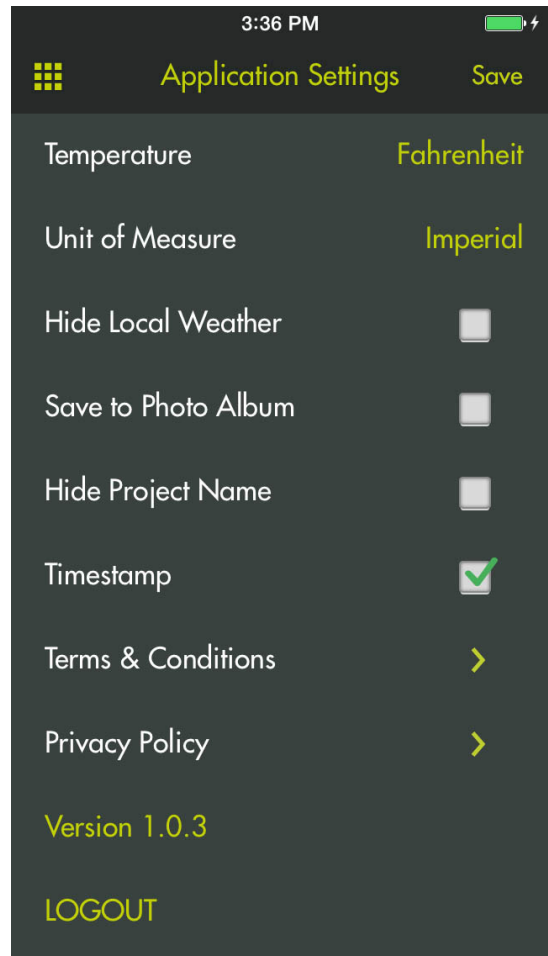 3:36 PM
Application Settings Save
Temperature Fahrenheit
Unit of Measure Imperial
Hide Local Weather
Save to Photo Album
Hide Project Name
Timestamp
Terms & Conditions
Privacy Policy
Version 1.0.3
LOGOUT